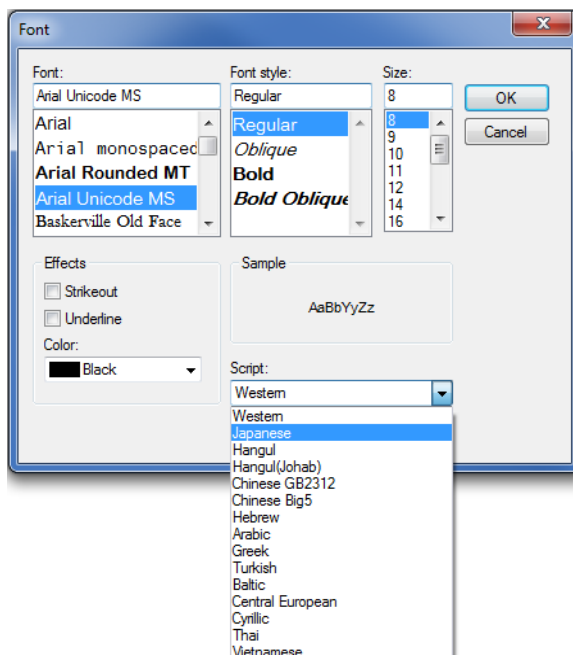 Font
Font:
Arial Unicode MS
Arial
Arial monospaced
Arial Rounded MT
Arial Unicode MS
Baskerville Old Face
Font style:
Regular
Regular
Oblique
Bold
Bold Oblique
Size:
8
8
9
10
11
12
14
16
OK
Cancel
Effects
Strikeout
Underline
Color:
Black
Sample
AaBbYyZz
Script:
Western
Western
Japanese
Hangul
Hangul(Johab)
Chinese GB2312
Chinese Big5
Hebrew
Arabic
Greek
Turkish
Baltic
Central European
Cyrillic
Thai
Vietnamese